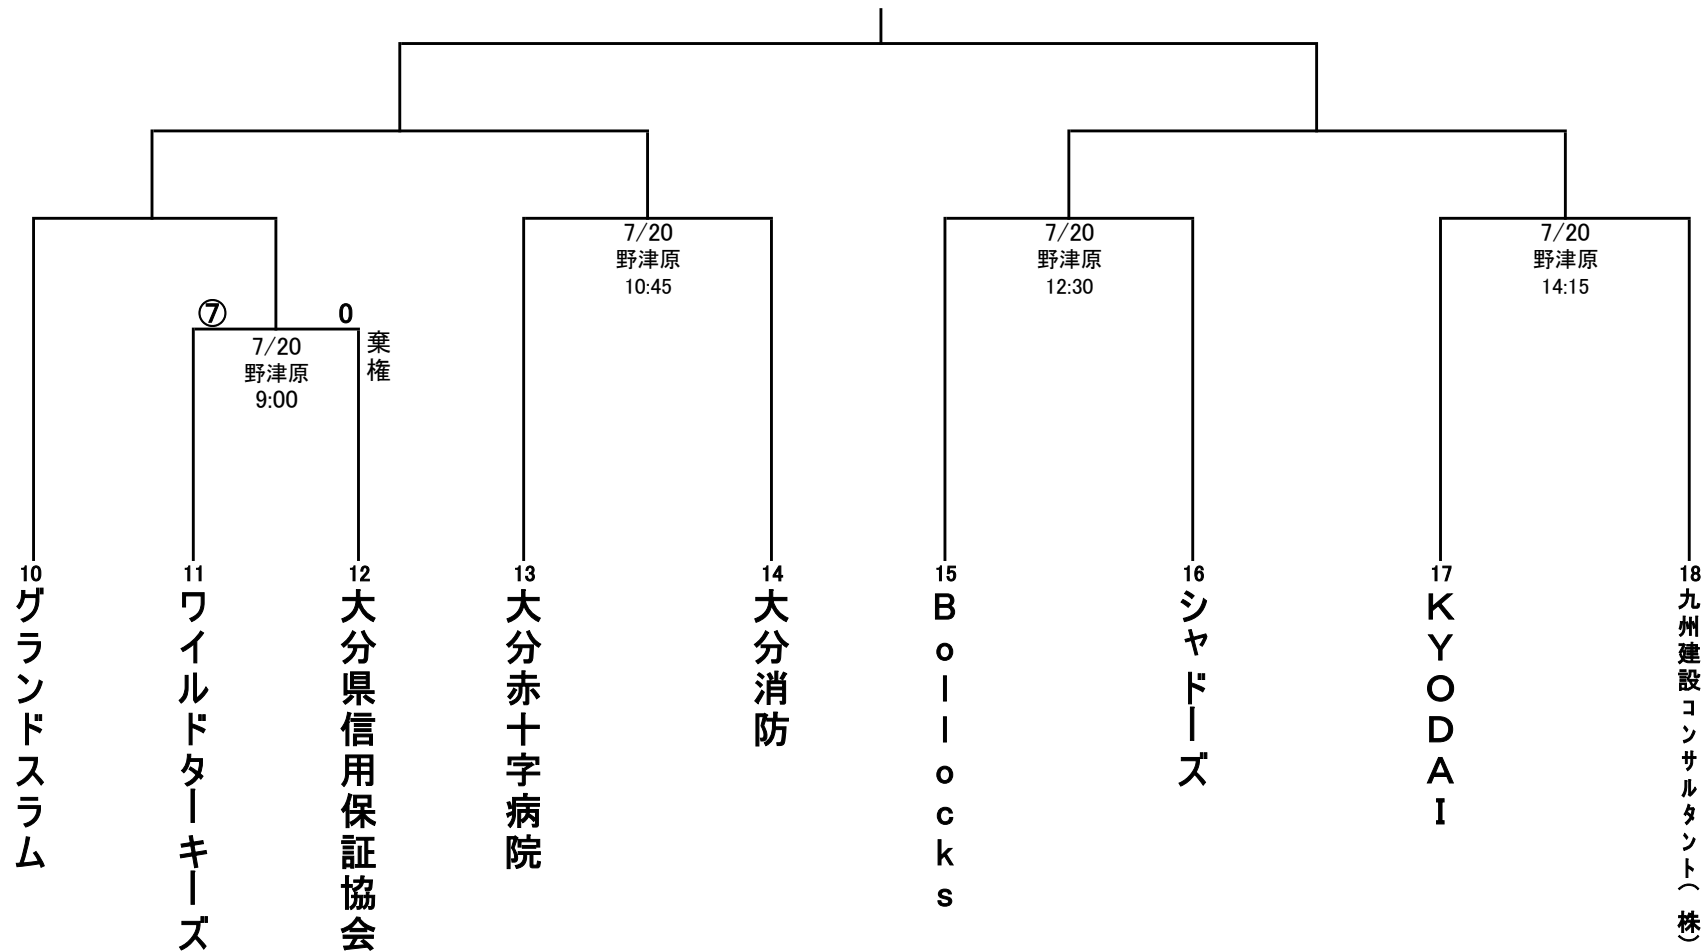 7/20
野津原
10:45
7/20
野津原
12:30
7/20
野津原
14:15
⑦
0
棄権
7/20
野津原
9:00
10
グランドスラム
11
ワイルドターキーズ
12
大分県信用保証協会
13
大分赤十字病院
14
大分消防
15
Bollocks
16
シャドーズ
17
KYODAI
18
九州建設コンサルタント(株)